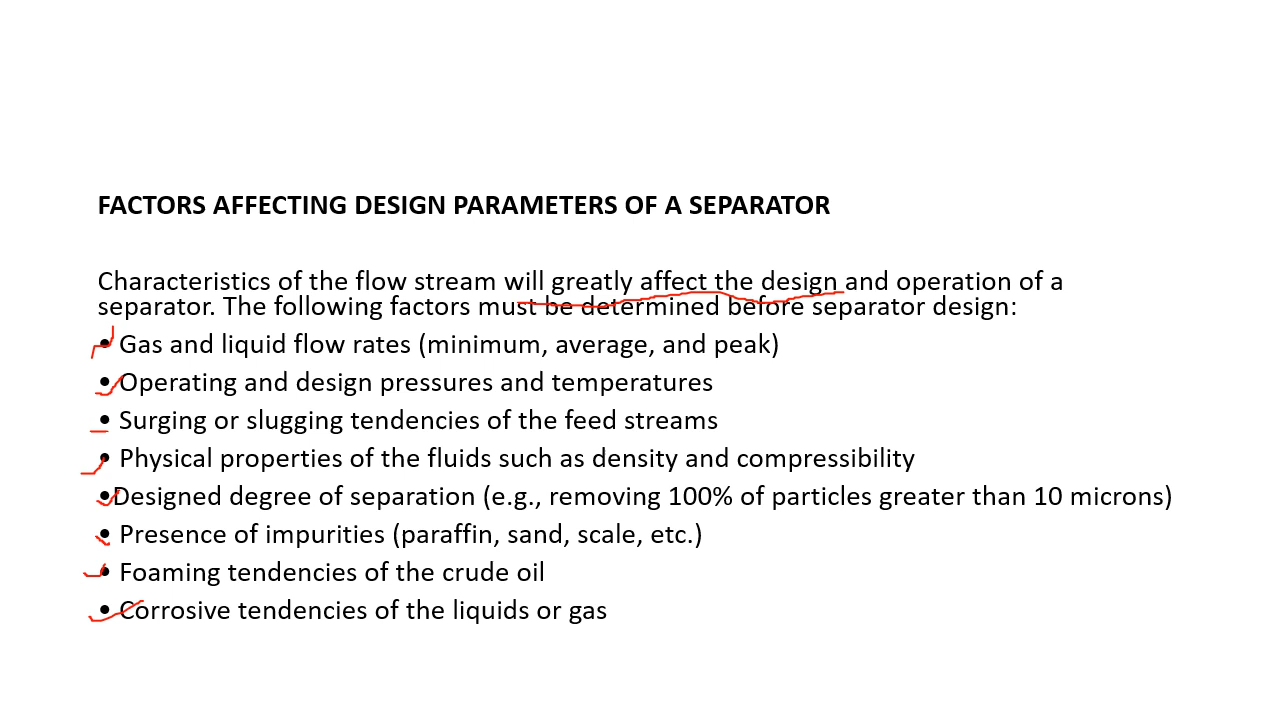 FACTORS AFFECTING DESIGN PARAMETERS OF A SEPARATOR
Characteristics of the flow stream will greatly affect the design and operation of a
separator. The following factors must be determined before separator design:
• Gas and liquid flow rates (minimum, average, and peak)
• Operating and design pressures and temperatures
• Surging or slugging tendencies of the feed streams
• Physical properties of the fluids such as density and compressibility
•Designed degree of separation (e.g., removing 100% of particles greater than 10 microns)
• Presence of impurities (paraffin, sand, scale, etc.)
• Foaming tendencies of the crude oil
• Corrosive tendencies of the liquids or gas